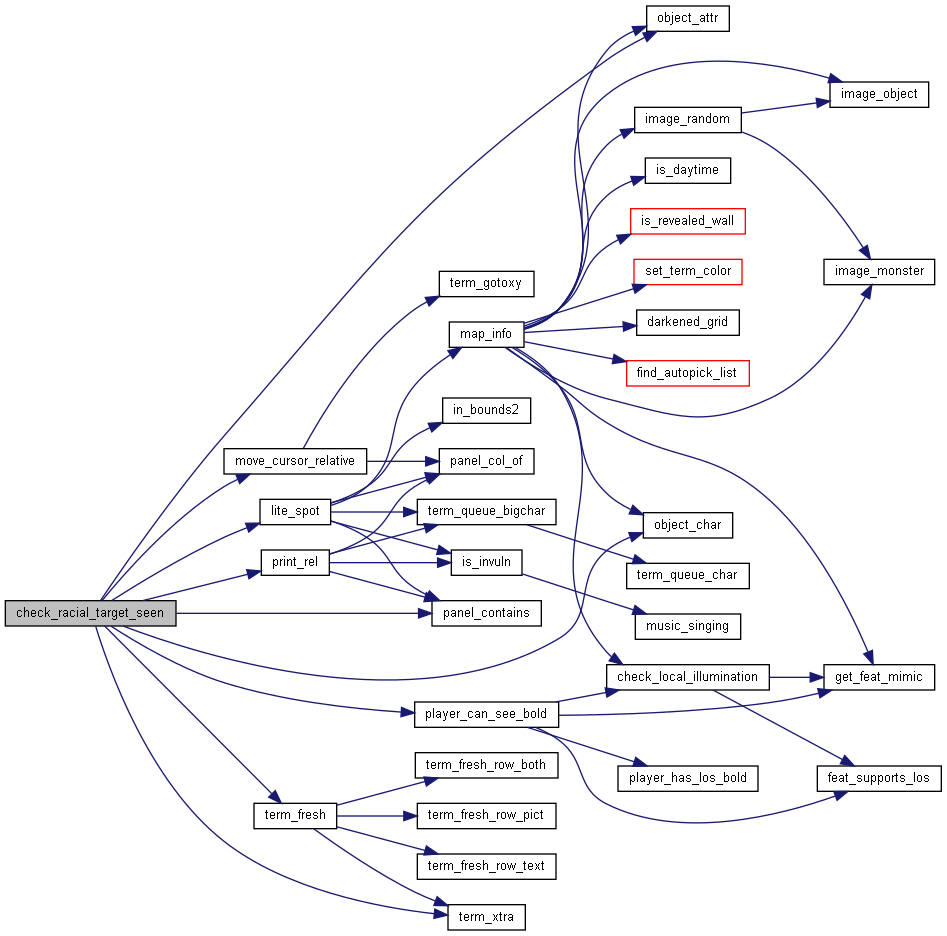 object_attr
image_object
image_random
is_daytime
is_revealed_wall
image_monster
set_term_color
term_gotoxy
darkened_grid
map_info
find_autopick_list
in_bounds2
move_cursor_relative
panel_col_of
lite_spot
term_queue_bigchar
object_char
print_rel
is_invuln
term_queue_char
check_racial_target_seen
panel_contains
music_singing
check_local_illumination
get_feat_mimic
player_can_see_bold
term_fresh_row_both
player_has_los_bold
feat_supports_los
term_fresh
term_fresh_row_pict
term_fresh_row_text
term_xtra